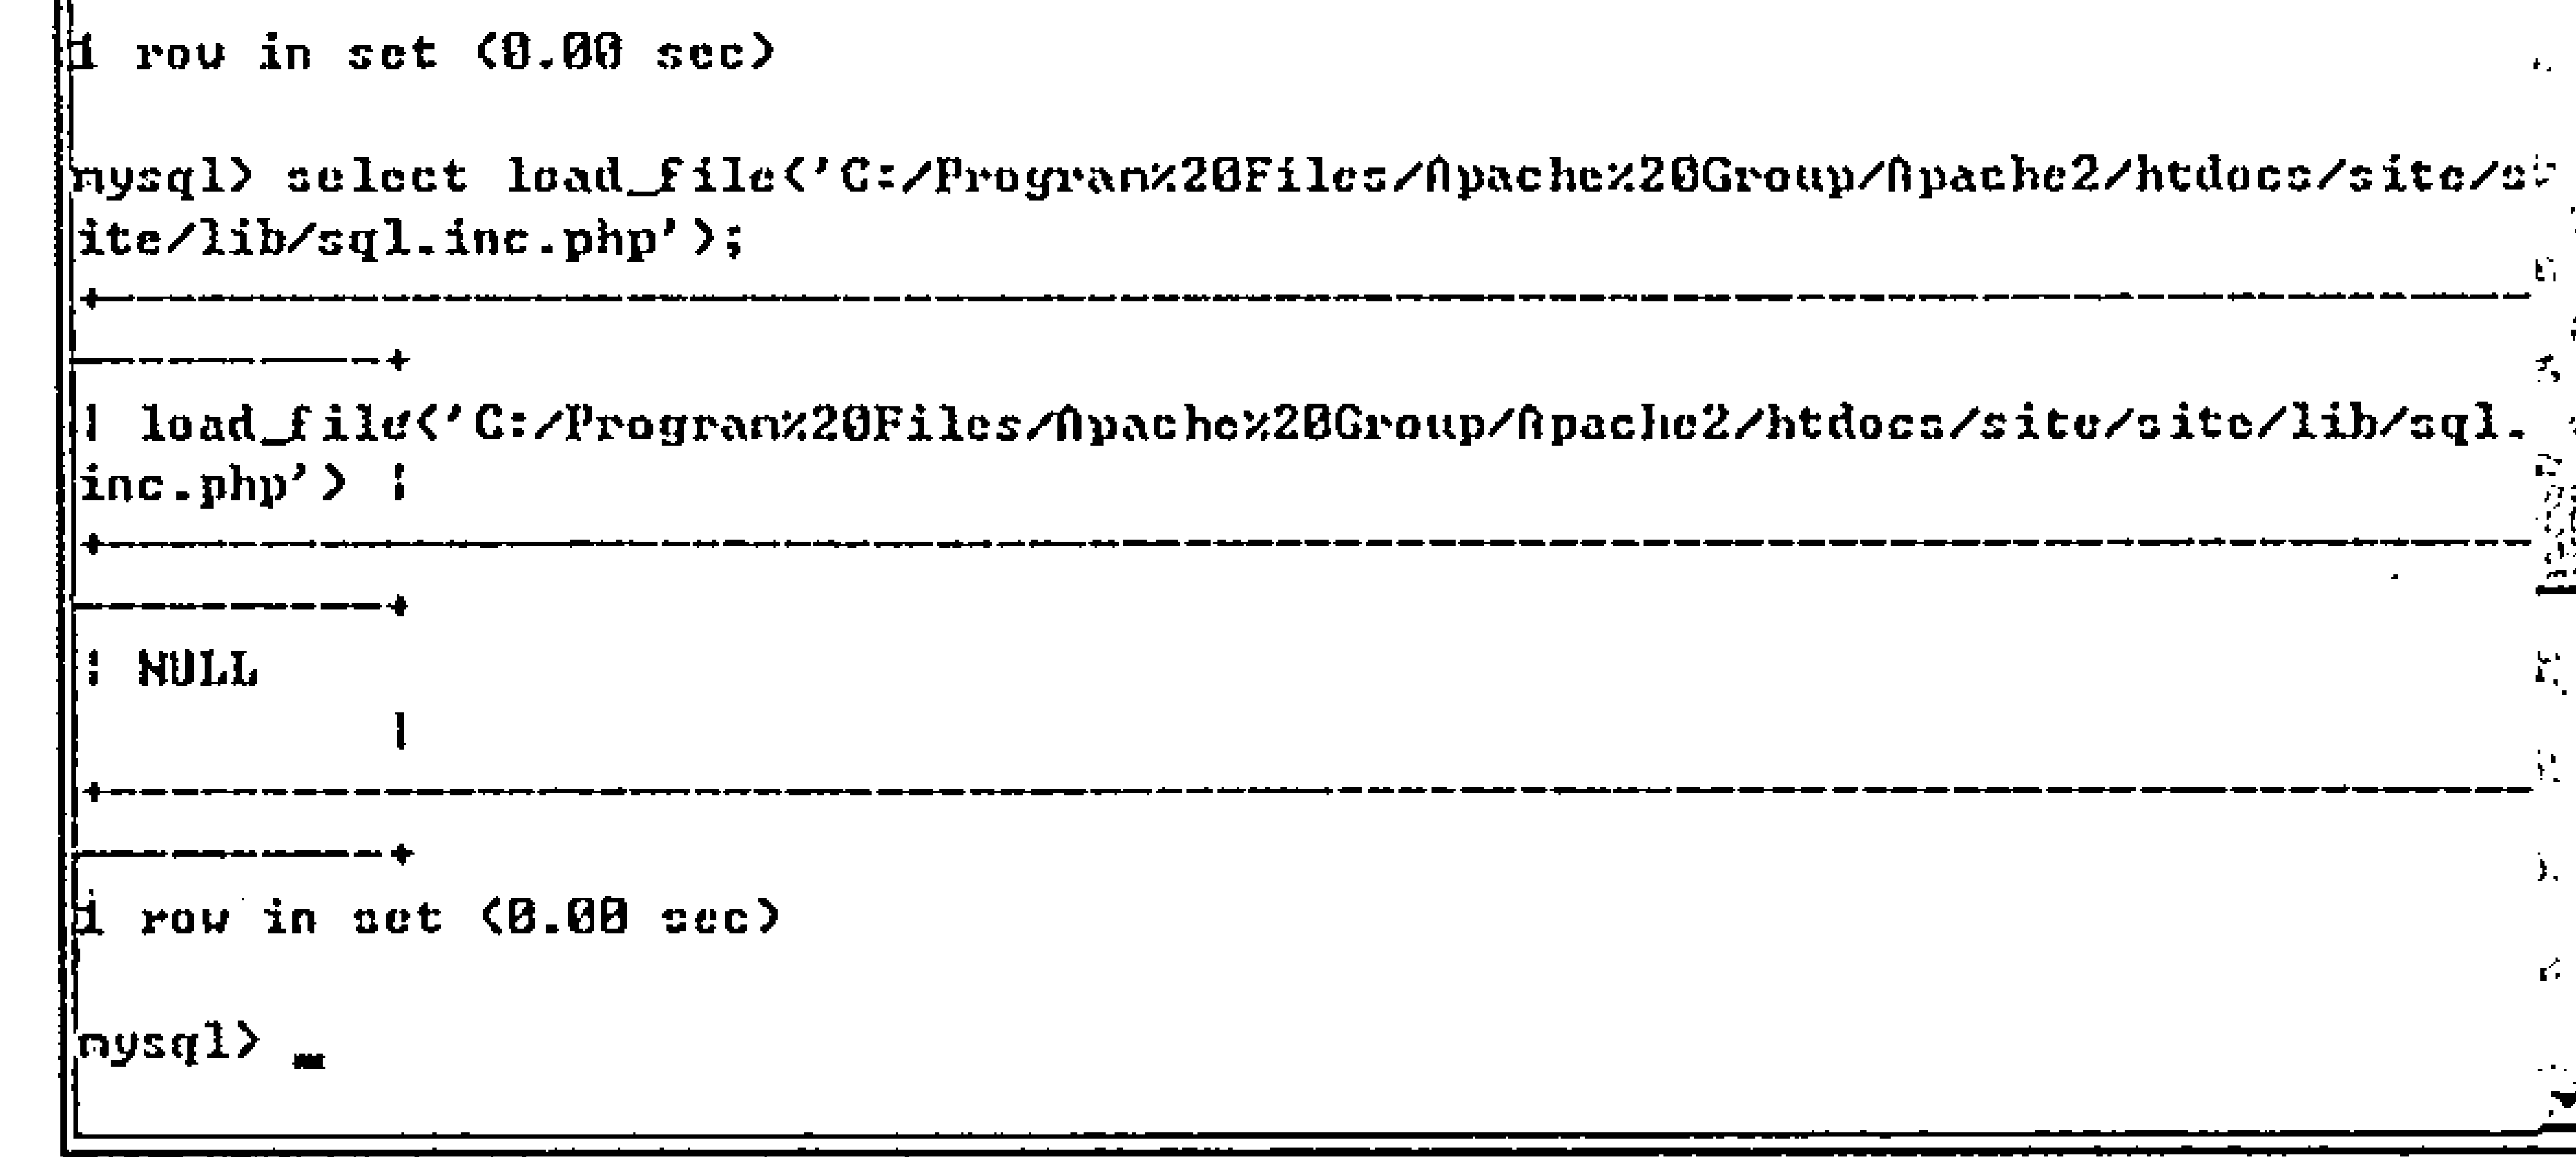 1 row in set (0.00 sec)
mysql> select load_file('C:/Program%20Files/Apache%20Group/Apache2/htdocs/site/s
ite/lib/sql.inc.php');
+------------------------------------------------------------------------------
-----------+
| load_file('C:/Program%20Files/Apache%20Group/Apache2/htdocs/site/site/lib/sql.
inc.php') |
+------------------------------------------------------------------------------
-----------+
| NULL
|
+------------------------------------------------------------------------------
-----------+
1 row in set (0.00 sec)
mysql> _